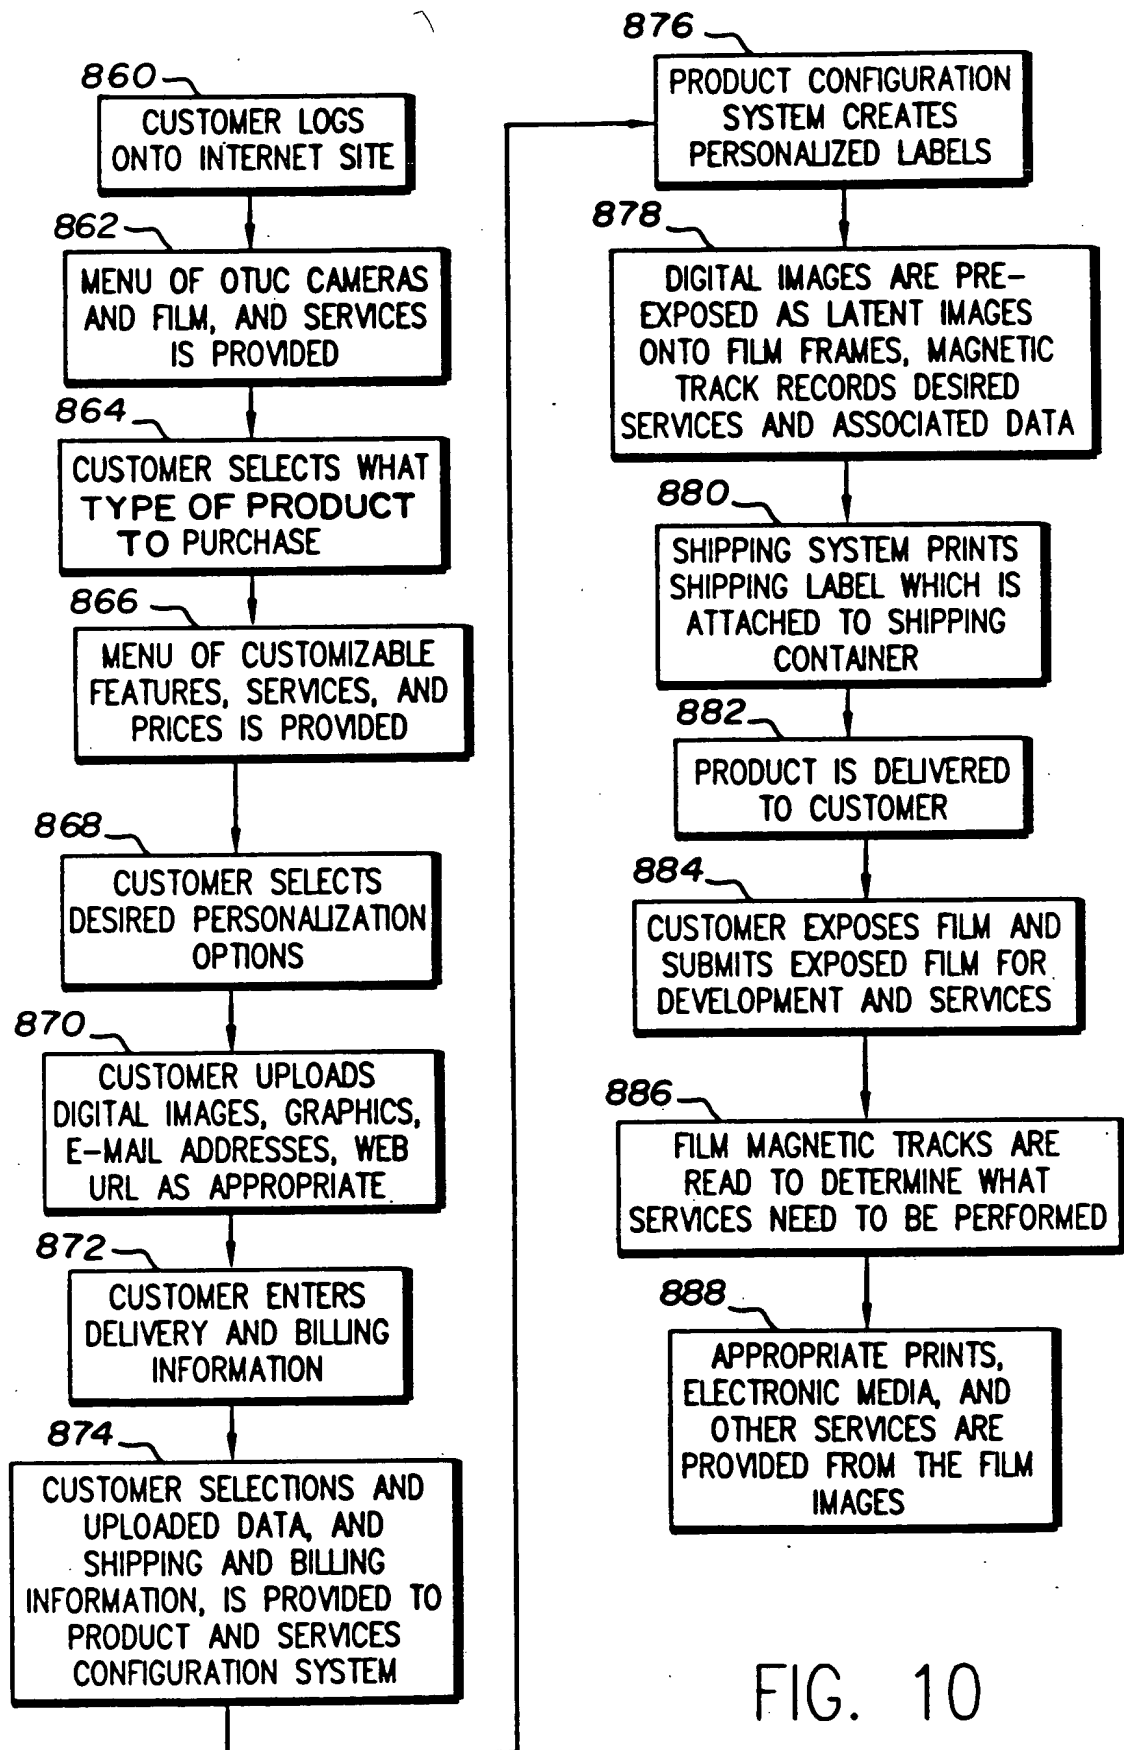 860
CUSTOMER LOGS
ONTO INTERNET SITE
862
MENU OF OTUC CAMERAS
AND FILM, AND SERVICES
IS PROVIDED
864
CUSTOMER SELECTS WHAT
TYPE OF PRODUCT
TO PURCHASE
866
MENU OF CUSTOMIZABLE
FEATURES, SERVICES, AND
PRICES IS PROVIDED
868
CUSTOMER SELECTS
DESIRED PERSONALIZATION
OPTIONS
870
CUSTOMER UPLOADS
DIGITAL IMAGES, GRAPHICS,
E-MAIL ADDRESSES, WEB
URL AS APPROPRIATE
872
CUSTOMER ENTERS
DELIVERY AND BILLING
INFORMATION
874
CUSTOMER SELECTIONS AND
UPLOADED DATA, AND
SHIPPING AND BILLING
INFORMATION, IS PROVIDED TO
PRODUCT AND SERVICES
CONFIGURATION SYSTEM
876
PRODUCT CONFIGURATION
SYSTEM CREATES
PERSONALIZED LABELS
878
DIGITAL IMAGES ARE PRE-
EXPOSED AS LATENT IMAGES
ONTO FILM FRAMES, MAGNETIC
TRACK RECORDS DESIRED
SERVICES AND ASSOCIATED DATA
880
SHIPPING SYSTEM PRINTS
SHIPPING LABEL WHICH IS
ATTACHED TO SHIPPING
CONTAINER
882
PRODUCT IS DELIVERED
TO CUSTOMER
884
CUSTOMER EXPOSES FILM AND
SUBMITS EXPOSED FILM FOR
DEVELOPMENT AND SERVICES
886
FILM MAGNETIC TRACKS ARE
READ TO DETERMINE WHAT
SERVICES NEED TO BE PERFORMED
888
APPROPRIATE PRINTS,
ELECTRONIC MEDIA, AND
OTHER SERVICES ARE
PROVIDED FROM THE FILM
IMAGES
FIG. 10